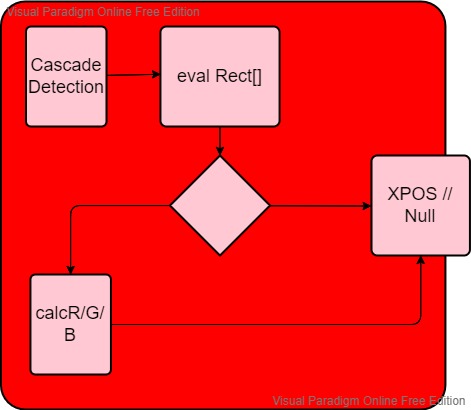 Visual Paradigm Online Free Edition
Cascade
Detection
eval Rect[]
XPOS //
Null
calcR/G/
B
Visual Paradigm Online Free Edition